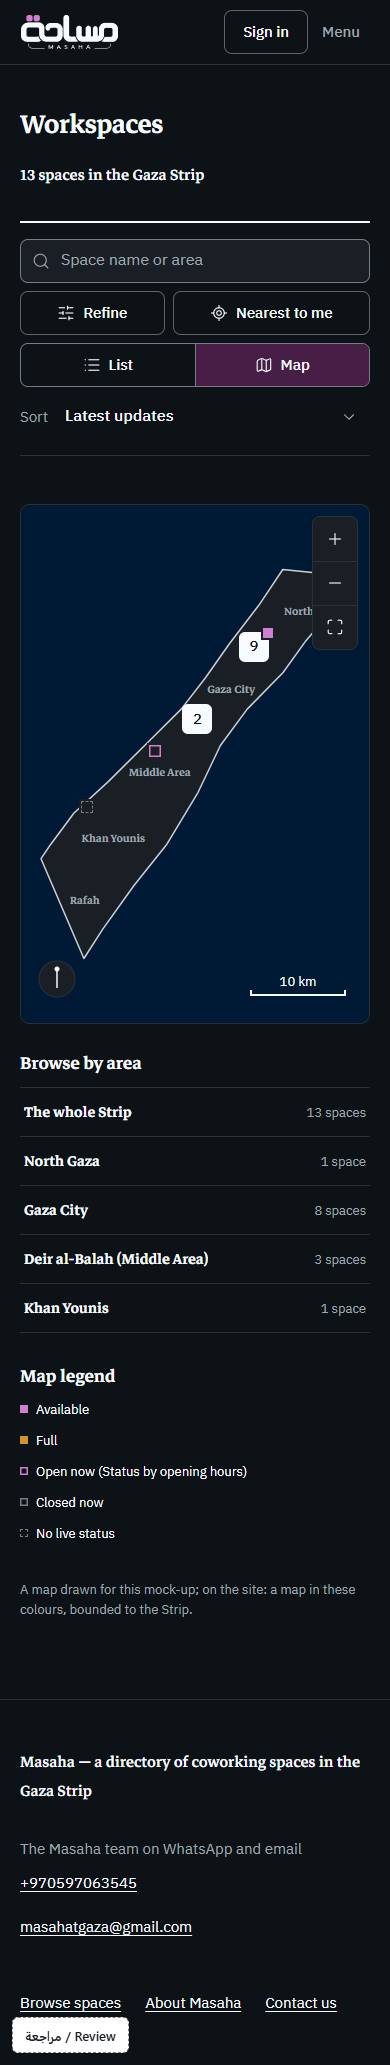 مساحة
MASAHA
Sign in
Menu
Workspaces
13 spaces in the Gaza Strip
Space name or area
Refine
Nearest to me
List
Map
Sort
Latest updates
North
9
Gaza City
2
Middle Area
Khan Younis
Rafah
10 km
Browse by area
The whole Strip
13 spaces
North Gaza
1 space
Gaza City
8 spaces
Deir al-Balah (Middle Area)
3 spaces
Khan Younis
1 space
Map legend
Available
Full
Open now (Status by opening hours)
Closed now
No live status
A map drawn for this mock-up; on the site: a map in these
colours, bounded to the Strip.
Masaha — a directory of coworking spaces in the
Gaza Strip
The Masaha team on WhatsApp and email
+970597063545
masahatgaza@gmail.com
Browse spaces
About Masaha
Contact us
مراجعة / Review